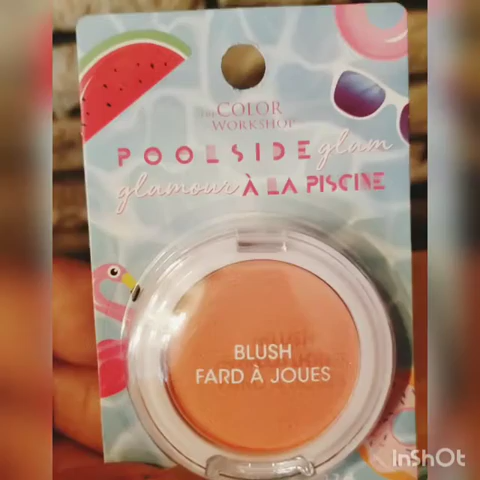 THE COLOR
WORKSHOP
POOLSIDE glam
glamour À LA PISCINE
BLUSH
FARD À JOUES
InShOt